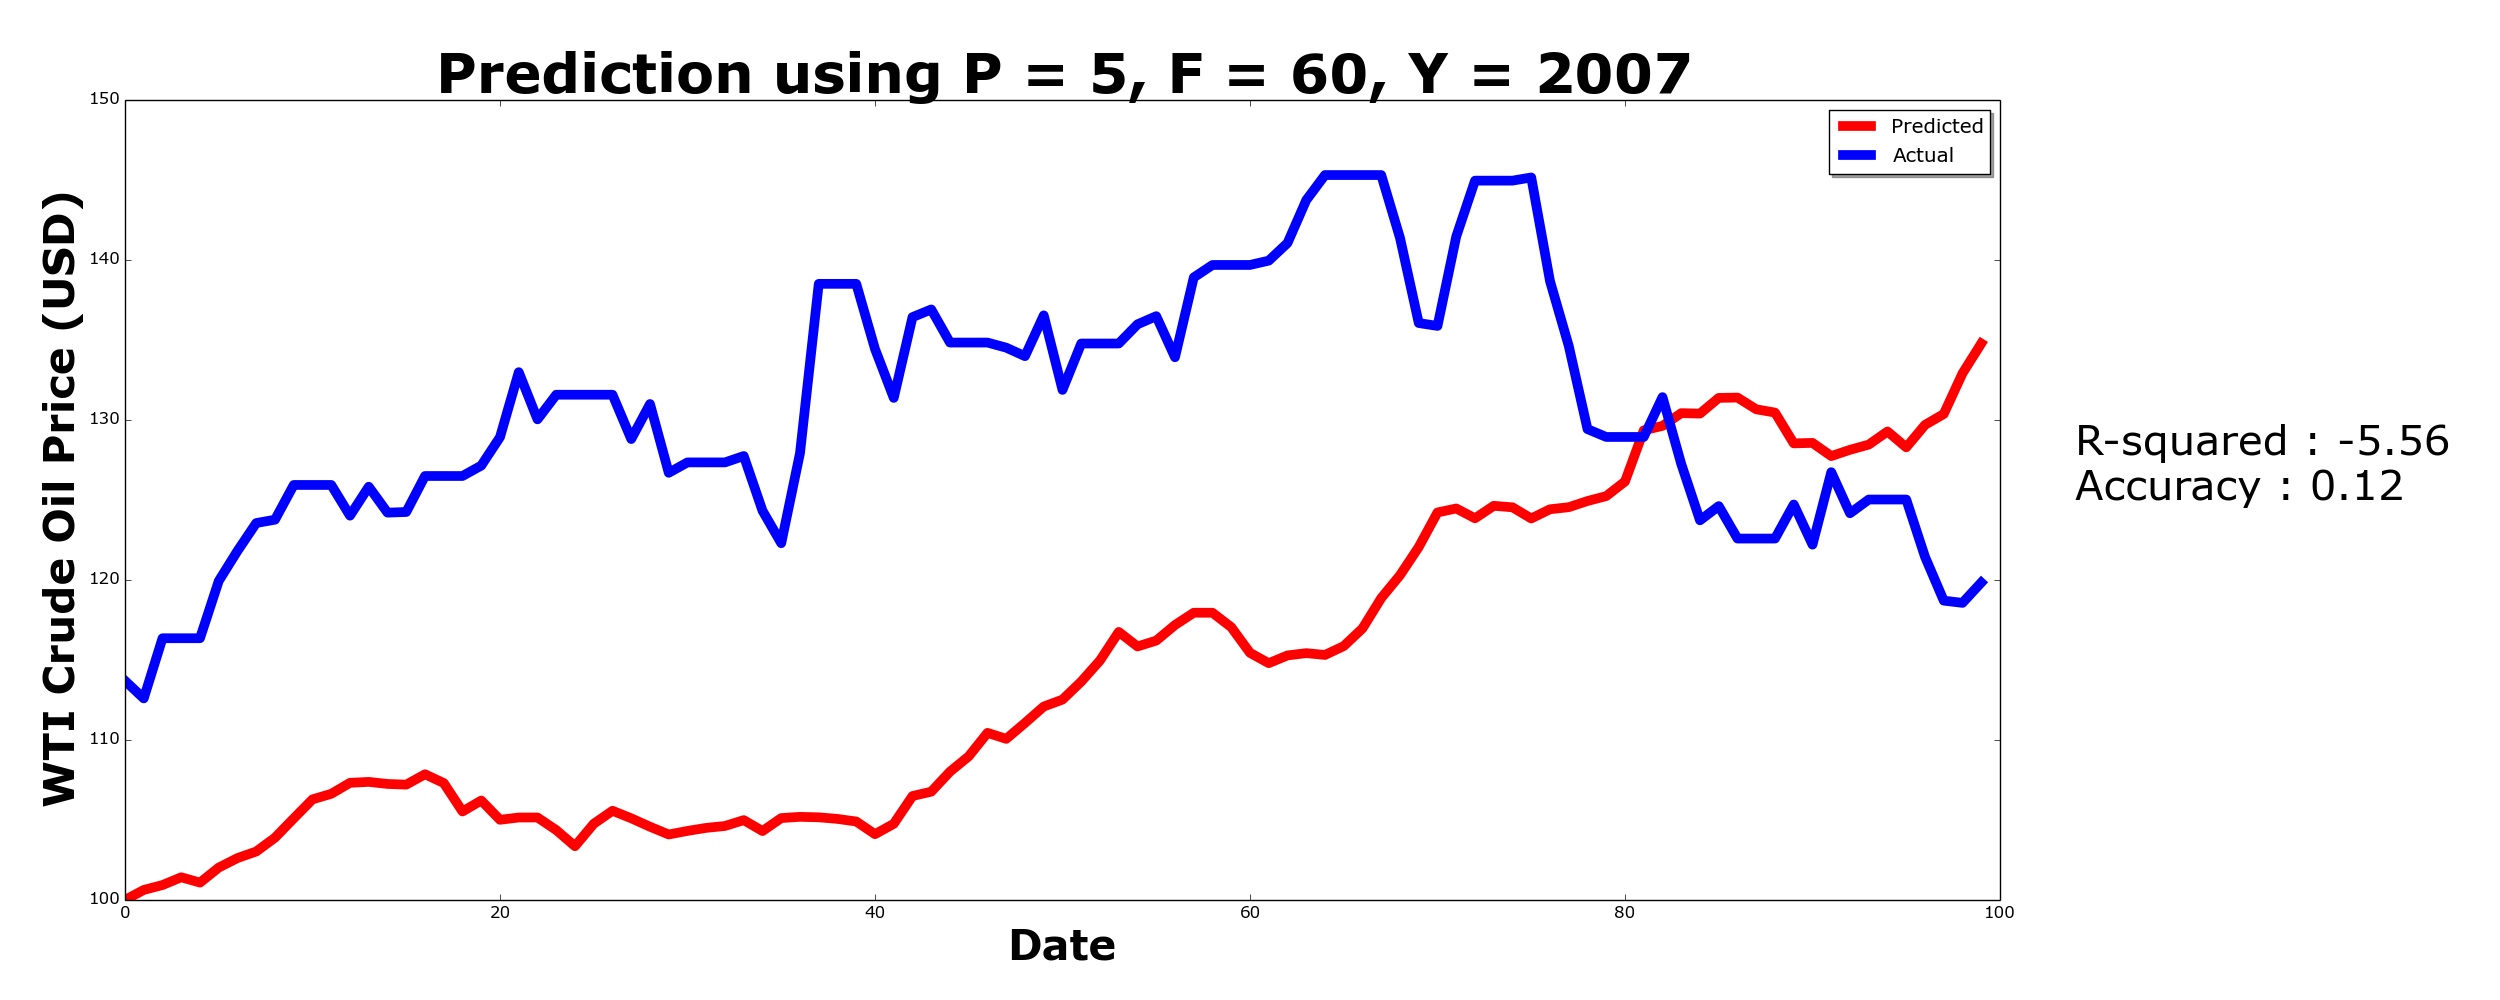 Prediction using P = 5, F = 60, Y = 2007
WTI Crude Oil Price (USD)
150
140
130
120
110
100
0 20 40 60 80 100
Date
Predicted
Actual
R-squared : -5.56
Accuracy : 0.12